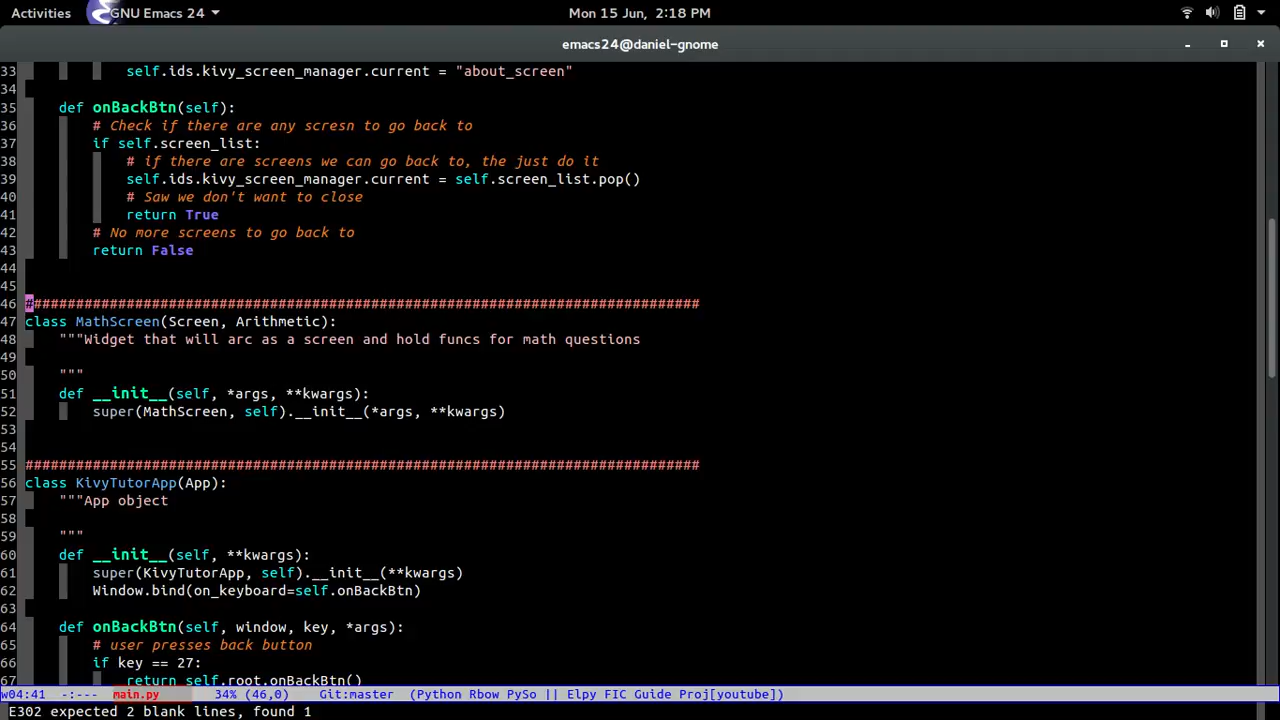 Activities GNU Emacs 24 Mon 15 Jun, 2:18 PM
emacs24@daniel-gnome
33 self.ids.kivy_screen_manager.current = "about_screen"
34
35 def onBackBtn(self):
36 # Check if there are any scresn to go back to
37 if self.screen_list:
38 # if there are screens we can go back to, the just do it
39 self.ids.kivy_screen_manager.current = self.screen_list.pop()
40 # Saw we don't want to close
41 return True
42 # No more screens to go back to
43 return False
44
45
46 ################################################################################
47 class MathScreen(Screen, Arithmetic):
48 """Widget that will arc as a screen and hold funcs for math questions
49
50 """
51 def __init__(self, *args, **kwargs):
52 super(MathScreen, self).__init__(*args, **kwargs)
53
54
55 ################################################################################
56 class KivyTutorApp(App):
57 """App object
58
59 """
60 def __init__(self, **kwargs):
61 super(KivyTutorApp, self).__init__(**kwargs)
62 Window.bind(on_keyboard=self.onBackBtn)
63
64 def onBackBtn(self, window, key, *args):
65 # user presses back button
66 if key == 27:
67 return self.root.onBackBtn()
w04:41 -:--- main.py 34% (46,0) Git:master (Python Rbow PySo || Elpy FIC Guide Proj[youtube])
E302 expected 2 blank lines, found 1